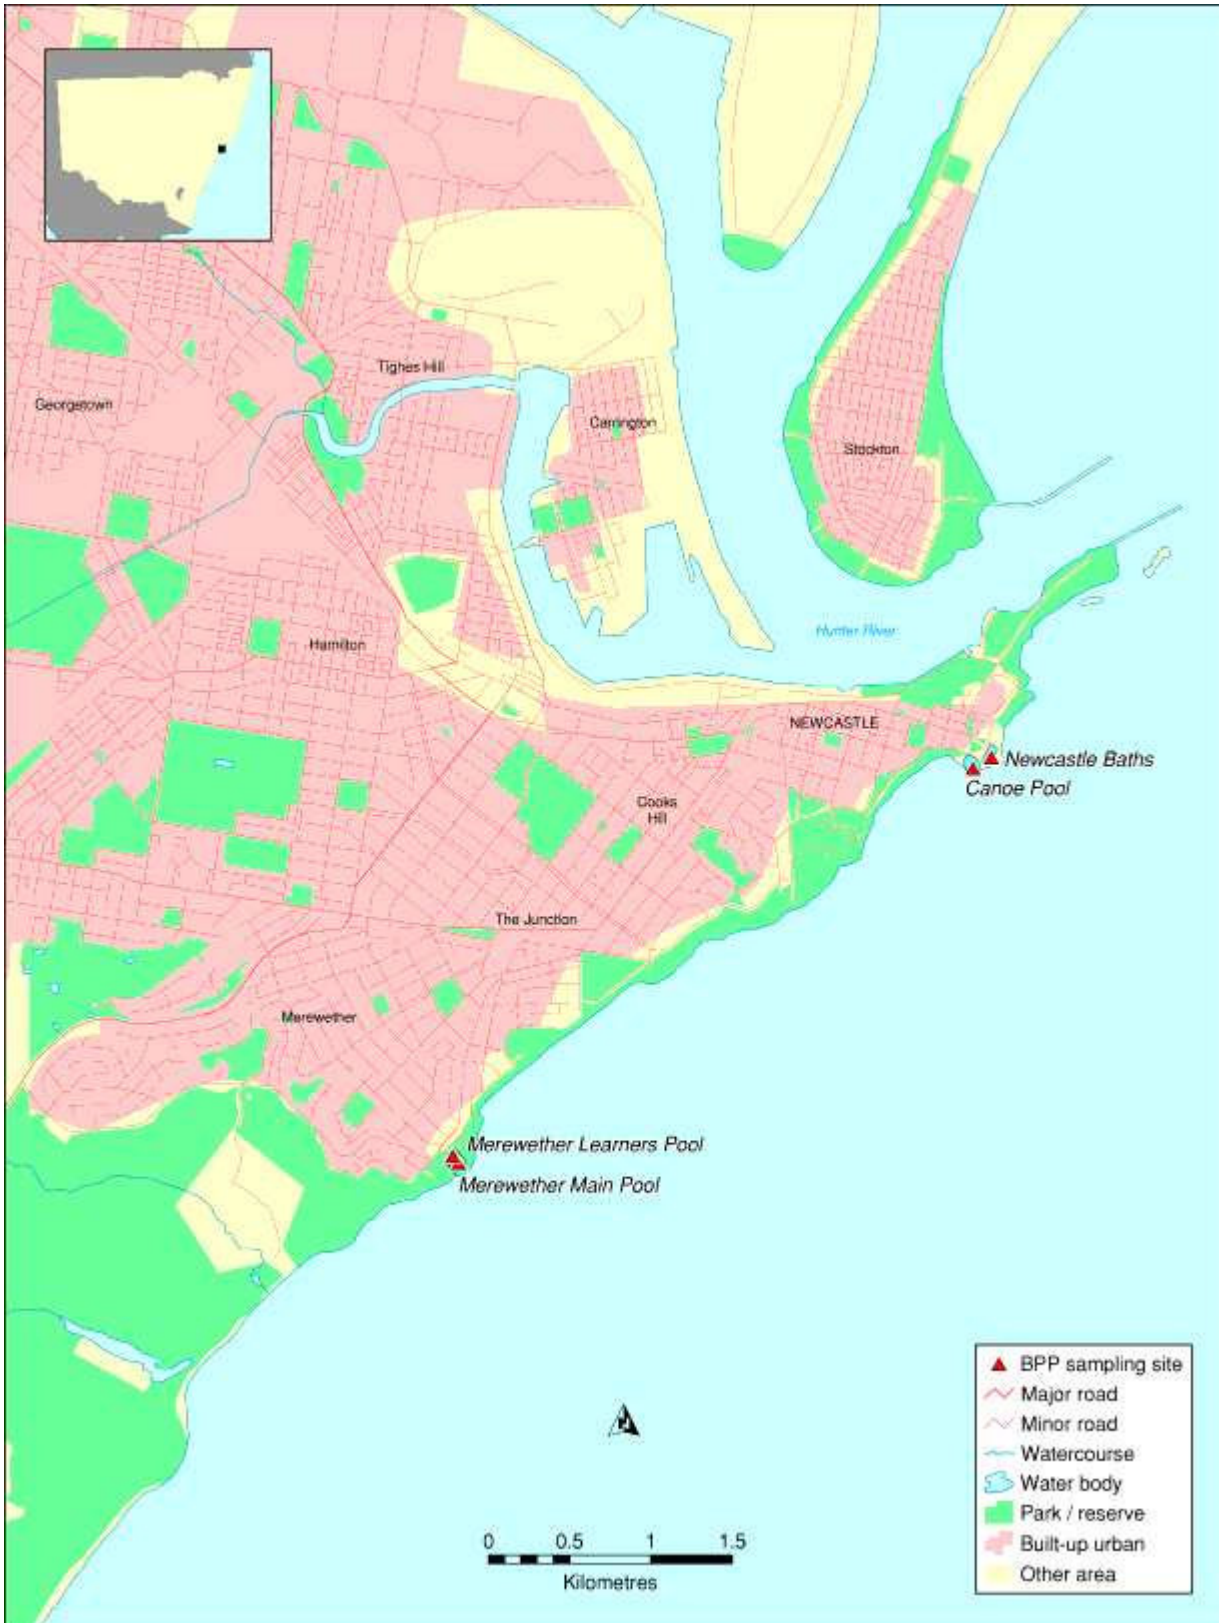 Tighes Hill
Georgetown
Carrington
Stockton
Hunter River
Hamilton
NEWCASTLE
Newcastle Baths
Canoe Pool
Cooks
Hill
The Junction
Merewether
Merewether Learners Pool
Merewether Main Pool
BPP sampling site
Major road
Minor road
Watercourse
Water body
Park / reserve
Built-up urban
Other area
0 0.5 1 1.5
Kilometres